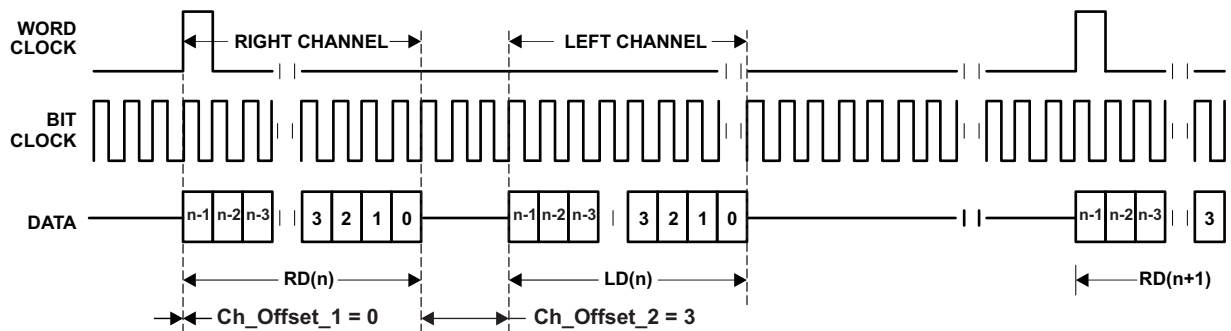 WORD
CLOCK
RIGHT CHANNEL
LEFT CHANNEL
BIT
CLOCK
DATA
n-1 n-2 n-3 3 2 1 0 n-1 n-2 n-3 3 2 1 0 n-1 n-2 n-3 3
RD(n)
LD(n)
RD(n+1)
Ch_Offset_1 = 0
Ch_Offset_2 = 3